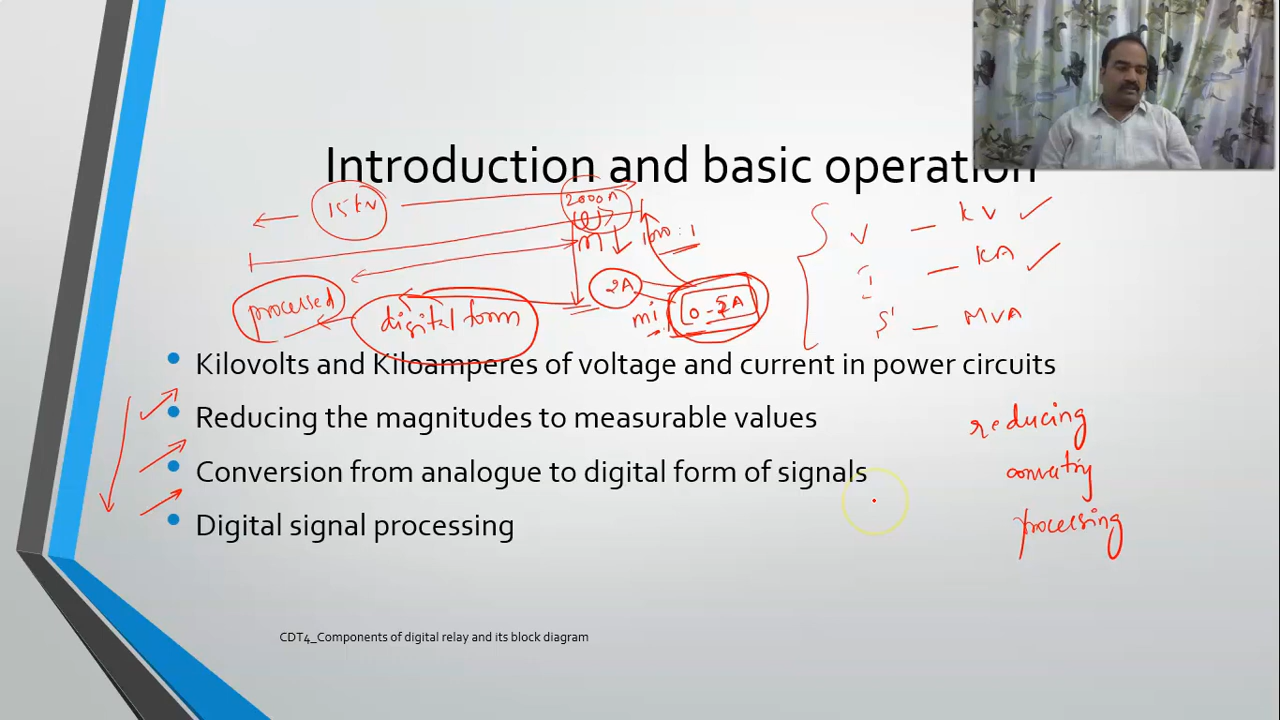 Introduction and basic operation
15 kV
2000A
1000 : 1
2A
0 - 5A
processed
digital form
V — kV
I — KA
S — MVA
Kilovolts and Kiloamperes of voltage and current in power circuits
Reducing the magnitudes to measurable values
reducing
Conversion from analogue to digital form of signals
Digital signal processing
processing
CDT4_Components of digital relay and its block diagram